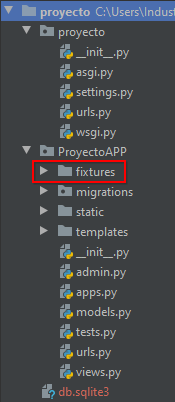 proyecto C:\Users\Indust
proyecto
__init__.py
asgi.py
settings.py
urls.py
wsgi.py
ProyectoAPP
fixtures
migrations
static
templates
__init__.py
admin.py
apps.py
models.py
tests.py
urls.py
views.py
db.sqlite3